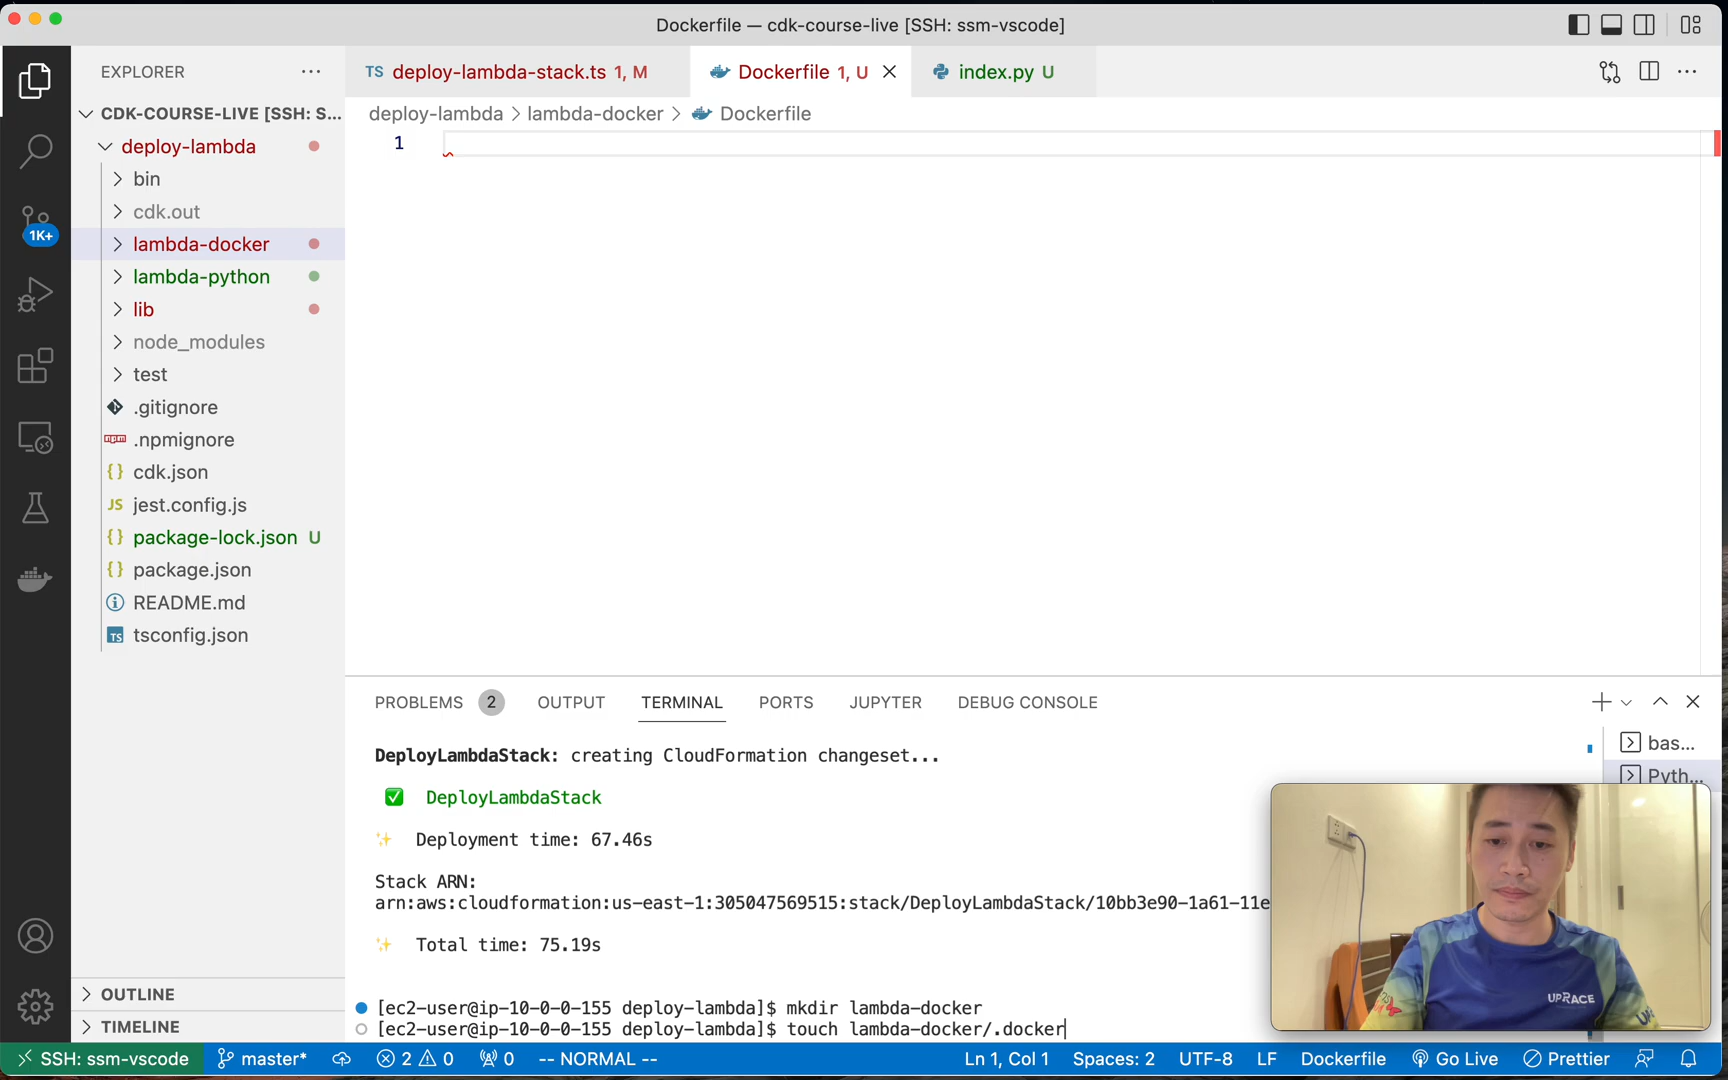 Dockerfile — cdk-course-live [SSH: ssm-vscode]
EXPLORER
CDK-COURSE-LIVE [SSH: S...
deploy-lambda
bin
cdk.out
lambda-docker
lambda-python
lib
node_modules
test
.gitignore
.npmignore
cdk.json
JS jest.config.js
package-lock.json U
package.json
README.md
TS tsconfig.json
OUTLINE
TIMELINE
1K+
TS deploy-lambda-stack.ts 1, M
Dockerfile 1, U
index.py U
deploy-lambda > lambda-docker > Dockerfile
1
PROBLEMS 2 OUTPUT TERMINAL PORTS JUPYTER DEBUG CONSOLE
DeployLambdaStack: creating CloudFormation changeset...
✅ DeployLambdaStack
✨ Deployment time: 67.46s
Stack ARN:
arn:aws:cloudformation:us-east-1:305047569515:stack/DeployLambdaStack/10bb3e90-1a61-11e
✨ Total time: 75.19s
[ec2-user@ip-10-0-0-155 deploy-lambda]$ mkdir lambda-docker
[ec2-user@ip-10-0-0-155 deploy-lambda]$ touch lambda-docker/.docker
bas...
Pyth...
UPRACE
SSH: ssm-vscode master* 2 0 0 -- NORMAL -- Ln 1, Col 1 Spaces: 2 UTF-8 LF Dockerfile Go Live Prettier